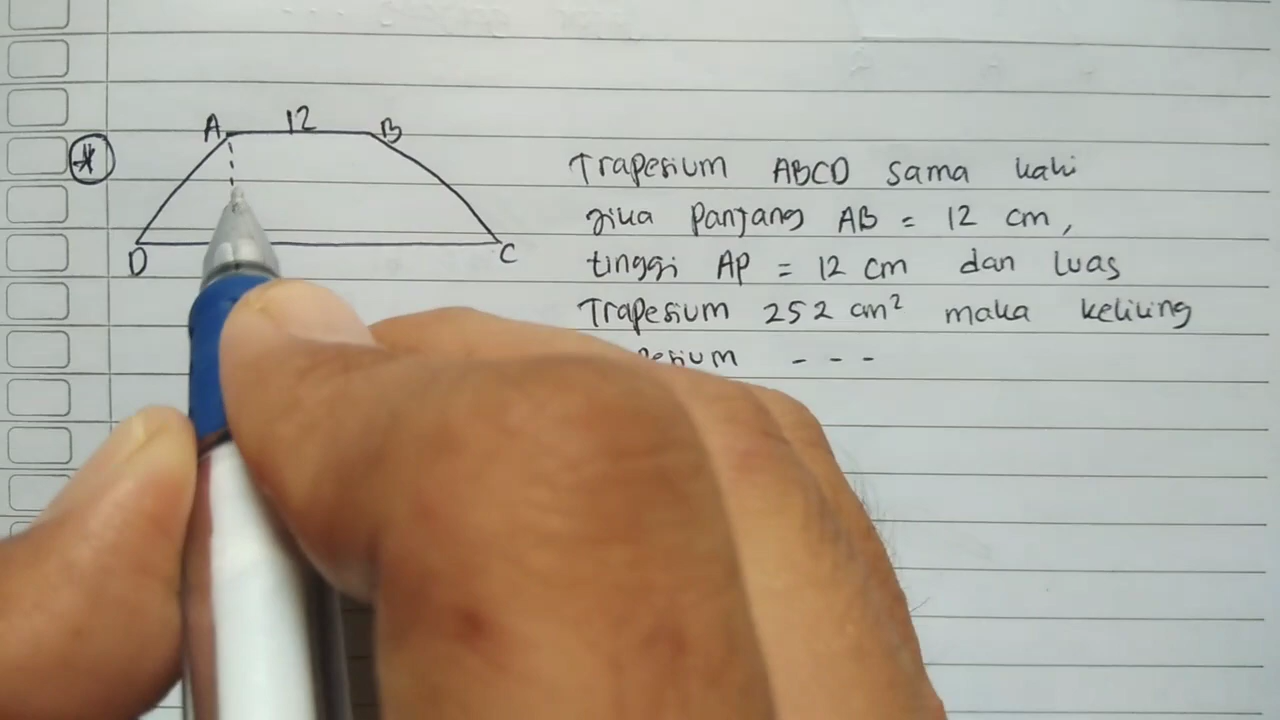 A 12 B
*
D C
Trapesium ABCD sama kaki
jika Panjang AB = 12 cm,
tinggi AP = 12 cm dan luas
Trapesium 252 cm² maka keliling
- - -